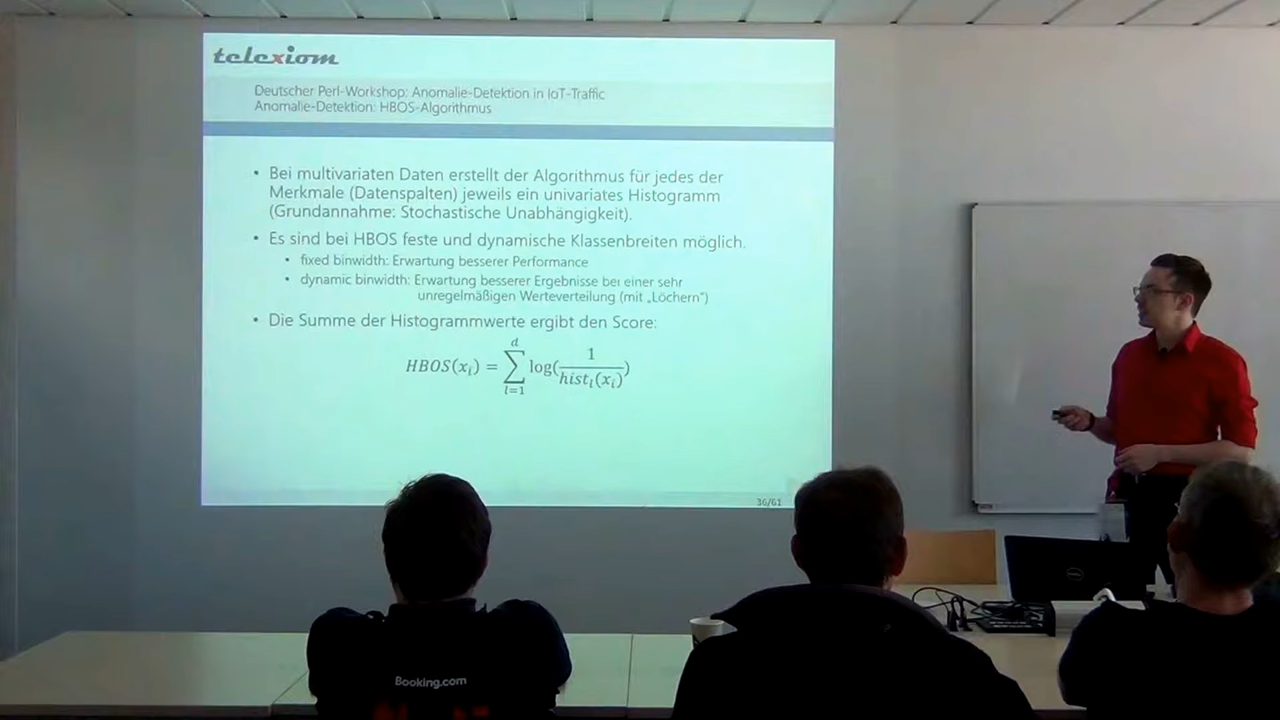 telexiom
Deutscher Perl-Workshop: Anomalie-Detektion in IoT-Traffic
Anomalie-Detektion: HBOS-Algorithmus
• Bei multivariaten Daten erstellt der Algorithmus für jedes der
Merkmale (Datenspalten) jeweils ein univariates Histogramm
(Grundannahme: Stochastische Unabhängigkeit).
• Es sind bei HBOS feste und dynamische Klassenbreiten möglich.
• fixed binwidth: Erwartung besserer Performance
• dynamic binwidth: Erwartung besserer Ergebnisse bei einer sehr
unregelmäßigen Werteverteilung (mit „Löchern“)
• Die Summe der Histogrammwerte ergibt den Score:
HBOS(x_i) = ∑_{l=1}^{d} log(1/hist_l(x_i))
36/61
Booking.com